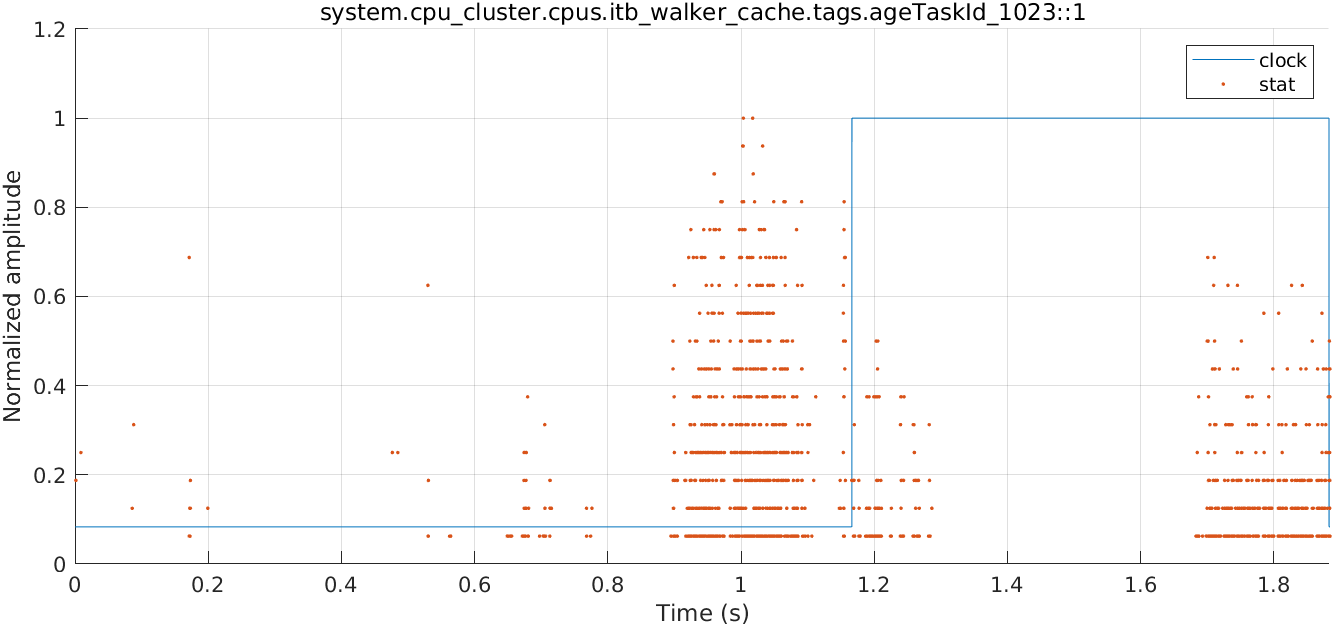 system.cpu_cluster.cpus.itb_walker_cache.tags.ageTaskId_1023::1
1.2
1
0.8
0.6
0.4
0.2
0
Normalized amplitude
clock
stat
0 0.2 0.4 0.6 0.8 1 1.2 1.4 1.6 1.8
Time (s)